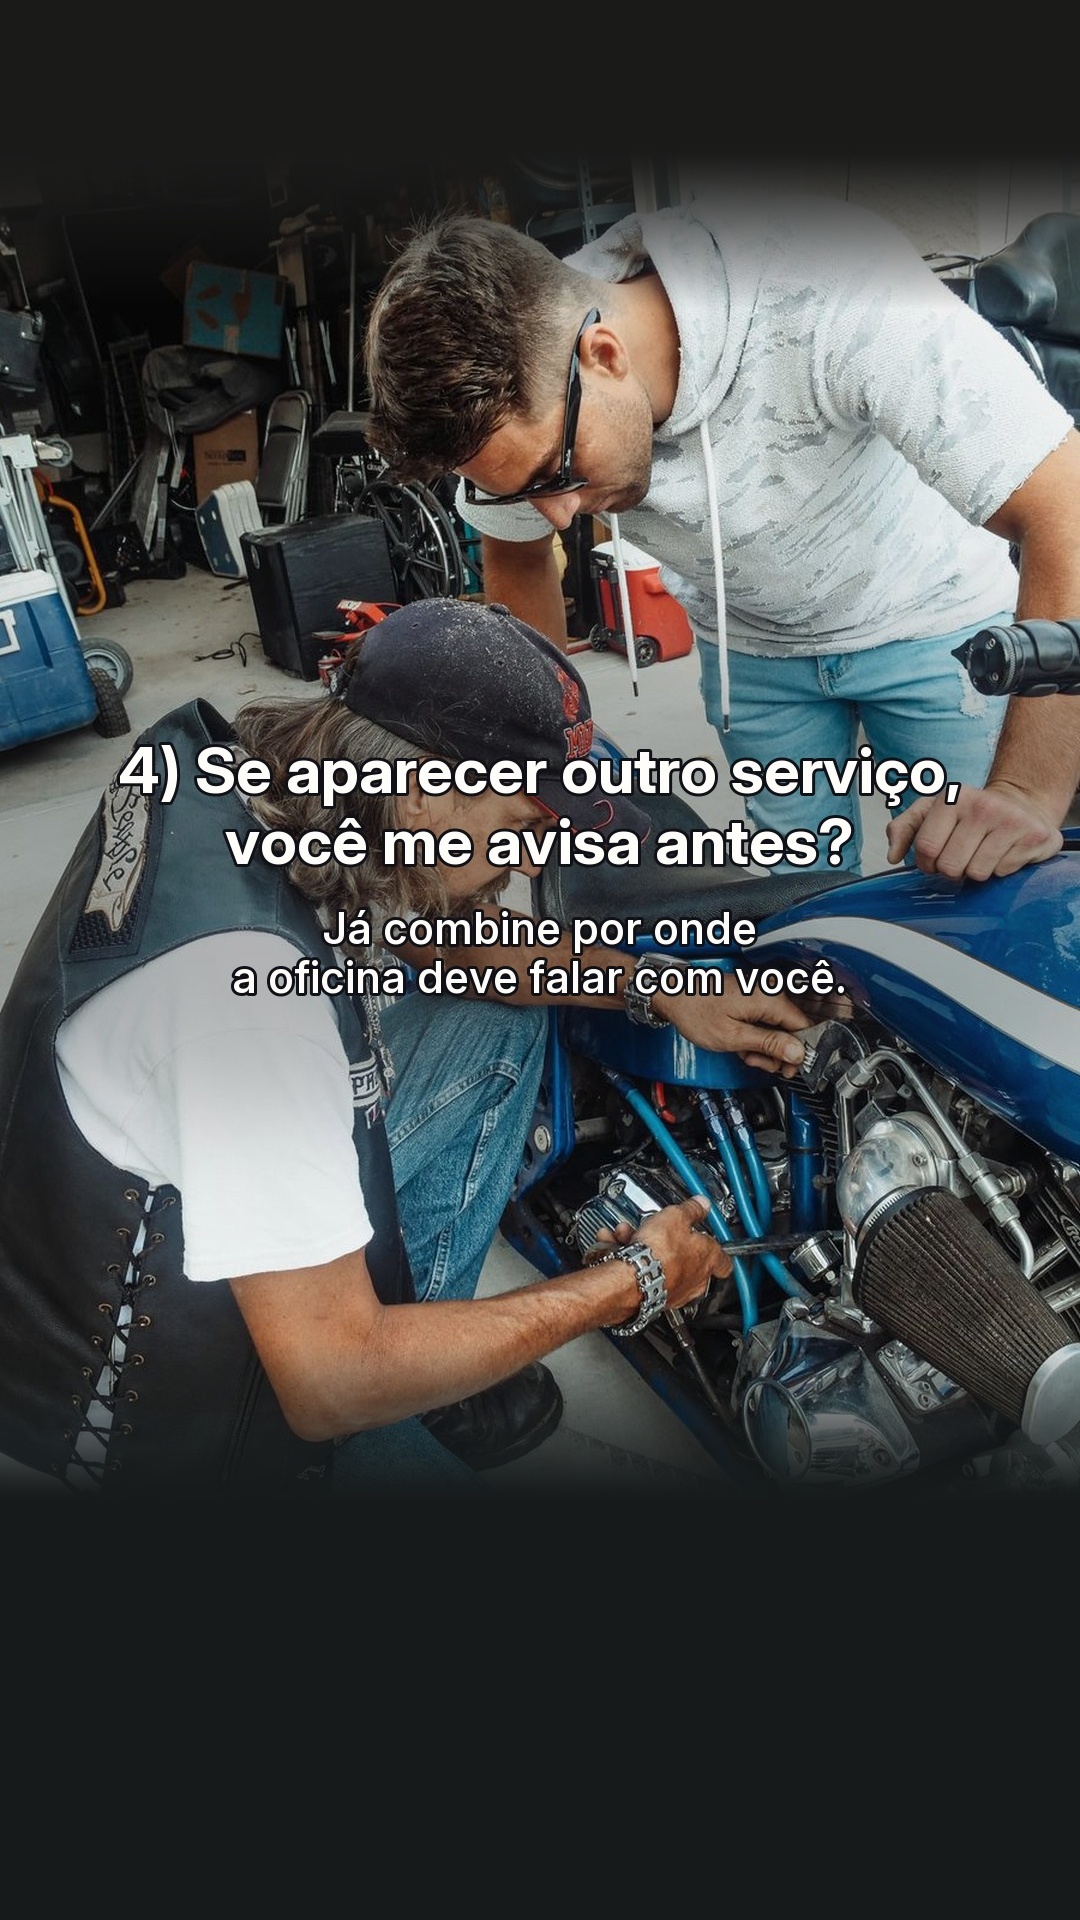 4) Se aparecer outro serviço,
você me avisa antes?
Já combine por onde
a oficina deve falar com você.